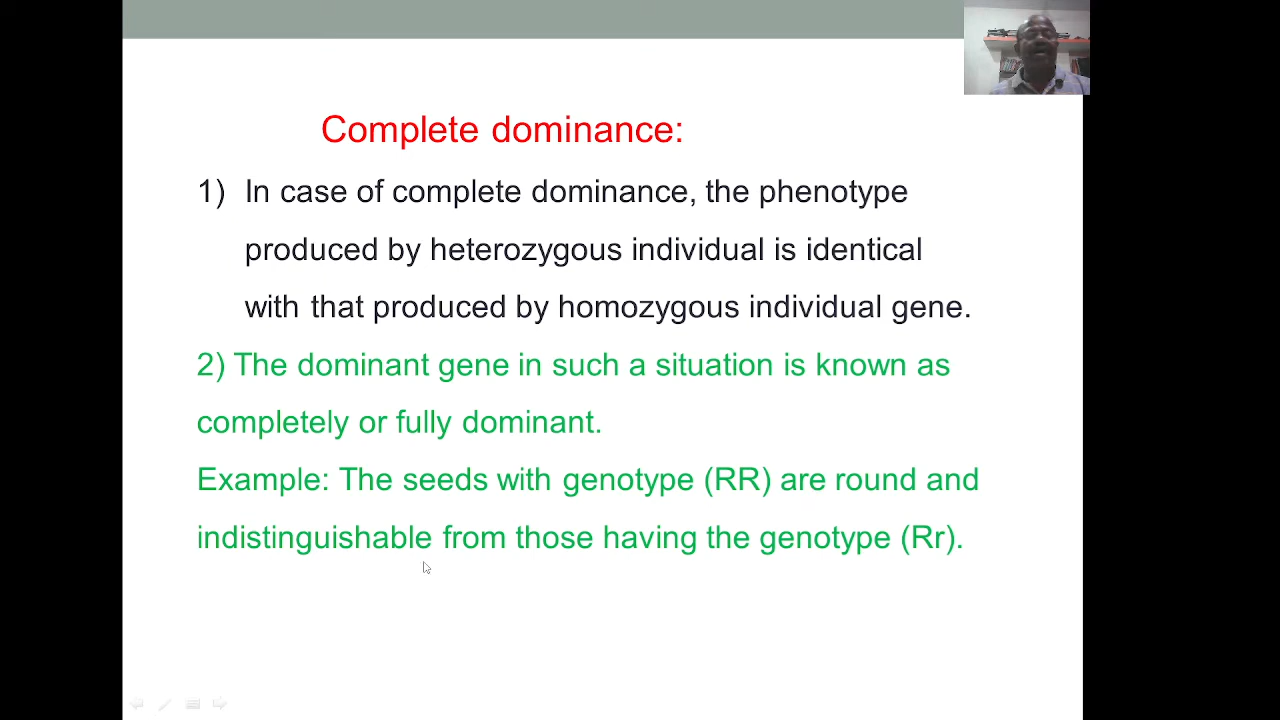 Complete dominance:
1) In case of complete dominance, the phenotype
produced by heterozygous individual is identical
with that produced by homozygous individual gene.
2) The dominant gene in such a situation is known as
completely or fully dominant.
Example: The seeds with genotype (RR) are round and
indistinguishable from those having the genotype (Rr).